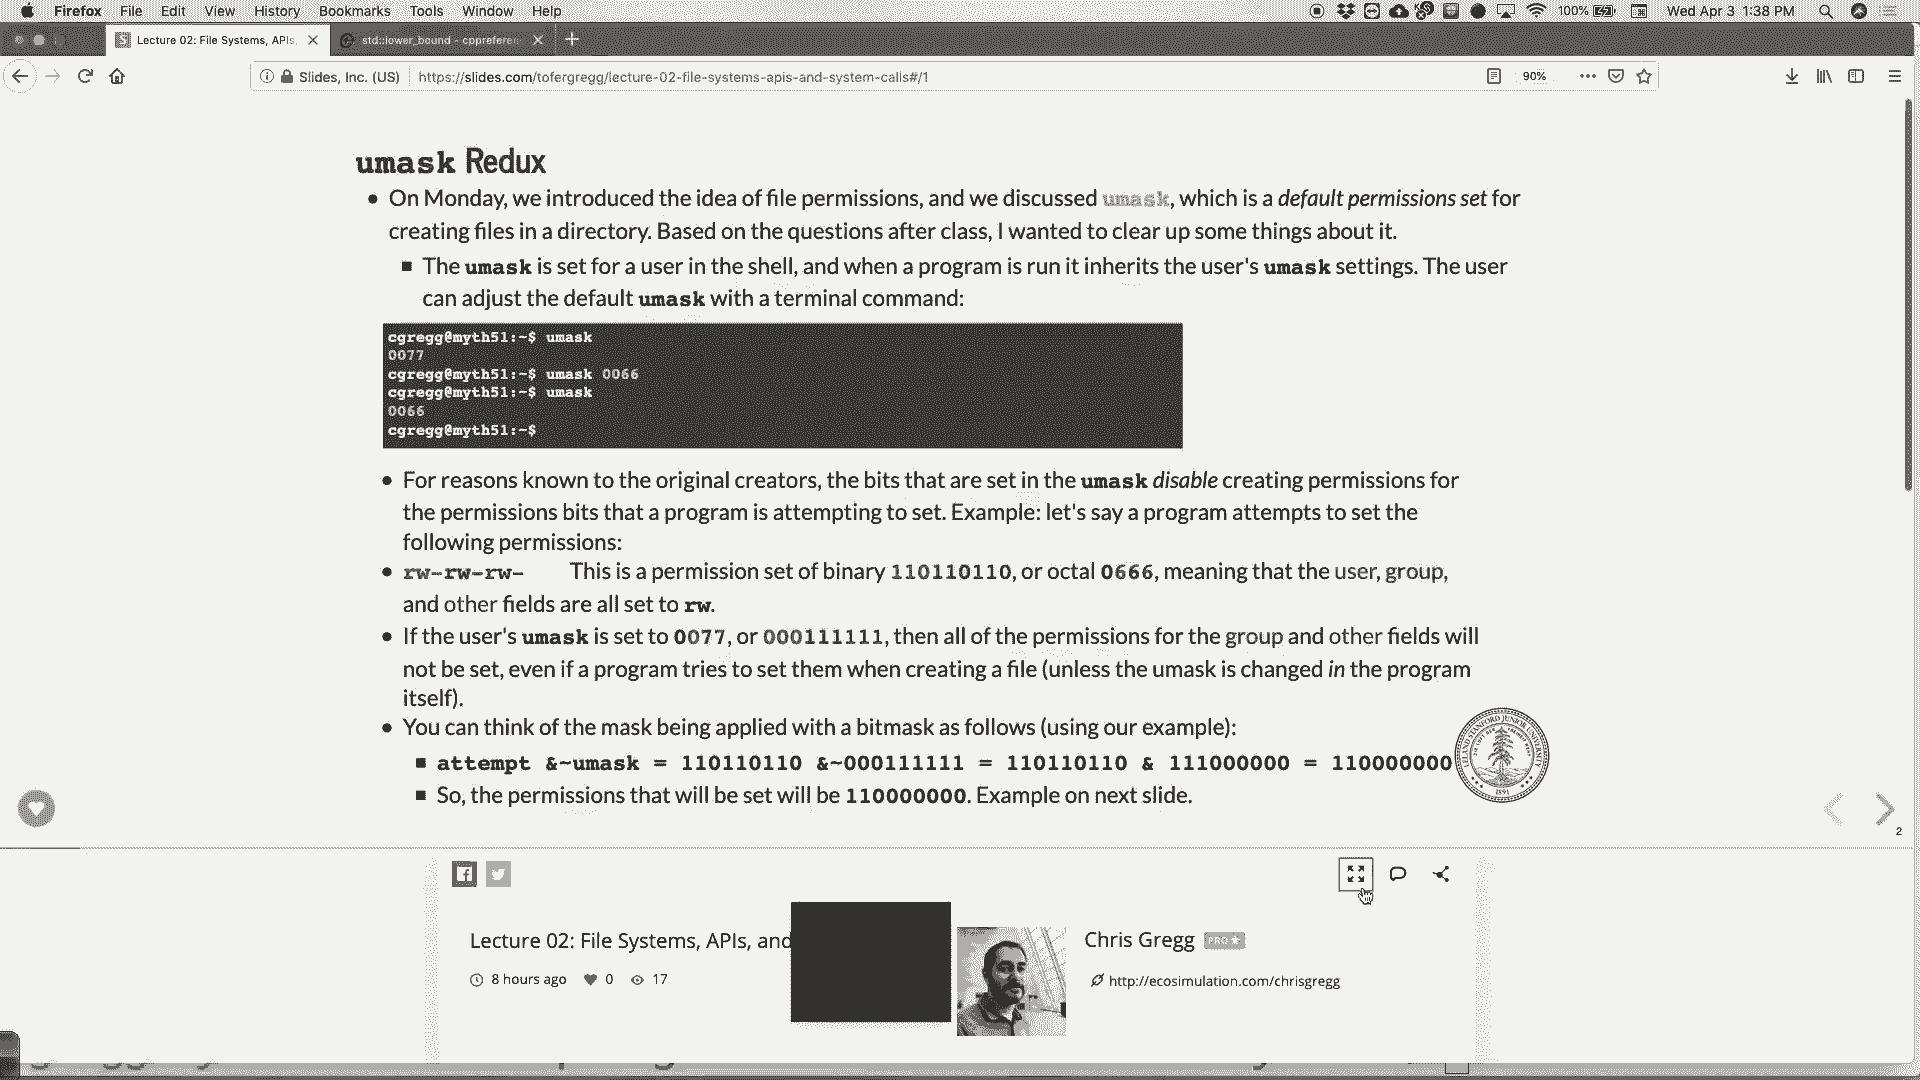 Firefox File Edit View History Bookmarks Tools Window Help 100% Wed Apr 3 1:38 PM
Lecture 02: File Systems, APIs, std::lower_bound - cppreferen
Slides, Inc. (US) https://slides.com/tofergregg/lecture-02-file-systems-apis-and-system-calls#/1 90%
umask Redux
• On Monday, we introduced the idea of file permissions, and we discussed umask, which is a default permissions set for
creating files in a directory. Based on the questions after class, I wanted to clear up some things about it.
■ The umask is set for a user in the shell, and when a program is run it inherits the user's umask settings. The user
can adjust the default umask with a terminal command:
cgregg@myth51:~$ umask
0077
cgregg@myth51:~$ umask 0066
cgregg@myth51:~$ umask
0066
cgregg@myth51:~$
• For reasons known to the original creators, the bits that are set in the umask disable creating permissions for
the permissions bits that a program is attempting to set. Example: let's say a program attempts to set the
following permissions:
• rw-rw-rw- This is a permission set of binary 110110110, or octal 0666, meaning that the user, group,
and other fields are all set to rw.
• If the user's umask is set to 0077, or 000111111, then all of the permissions for the group and other fields will
not be set, even if a program tries to set them when creating a file (unless the umask is changed in the program
itself).
• You can think of the mask being applied with a bitmask as follows (using our example):
■ attempt &~umask = 110110110 &~000111111 = 110110110 & 111000000 = 110000000
■ So, the permissions that will be set will be 110000000. Example on next slide.
2
Lecture 02: File Systems, APIs, and
8 hours ago 0 17
Chris Gregg PRO
http://ecosimulation.com/chrisgregg